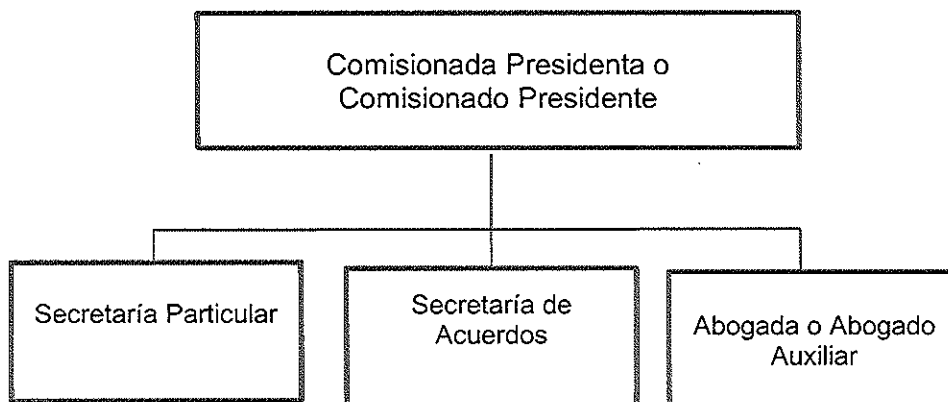 Comisionada Presidenta o
Comisionado Presidente
Secretaría Particular
Secretaría de
Acuerdos
Abogada o Abogado
Auxiliar